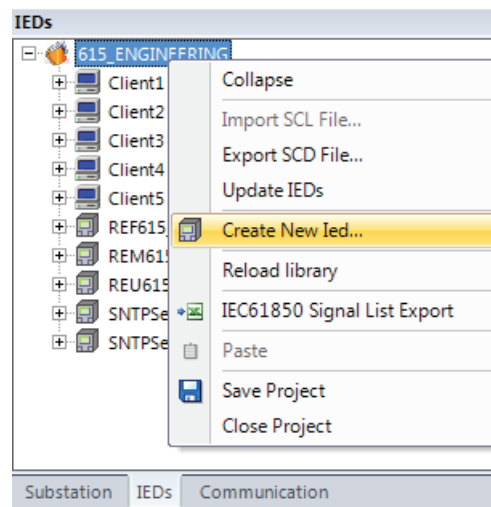 IEDs
615_ENGINEERING
Client1
Collapse
Client2
Import SCL File...
Client3
Export SCD File...
Client4
Update IEDs
Client5
REF615
Create New Ied...
REM615
Reload library
REU615
SNTPSe
IEC61850 Signal List Export
SNTPSe
Paste
Save Project
Close Project
Substation IEDs Communication